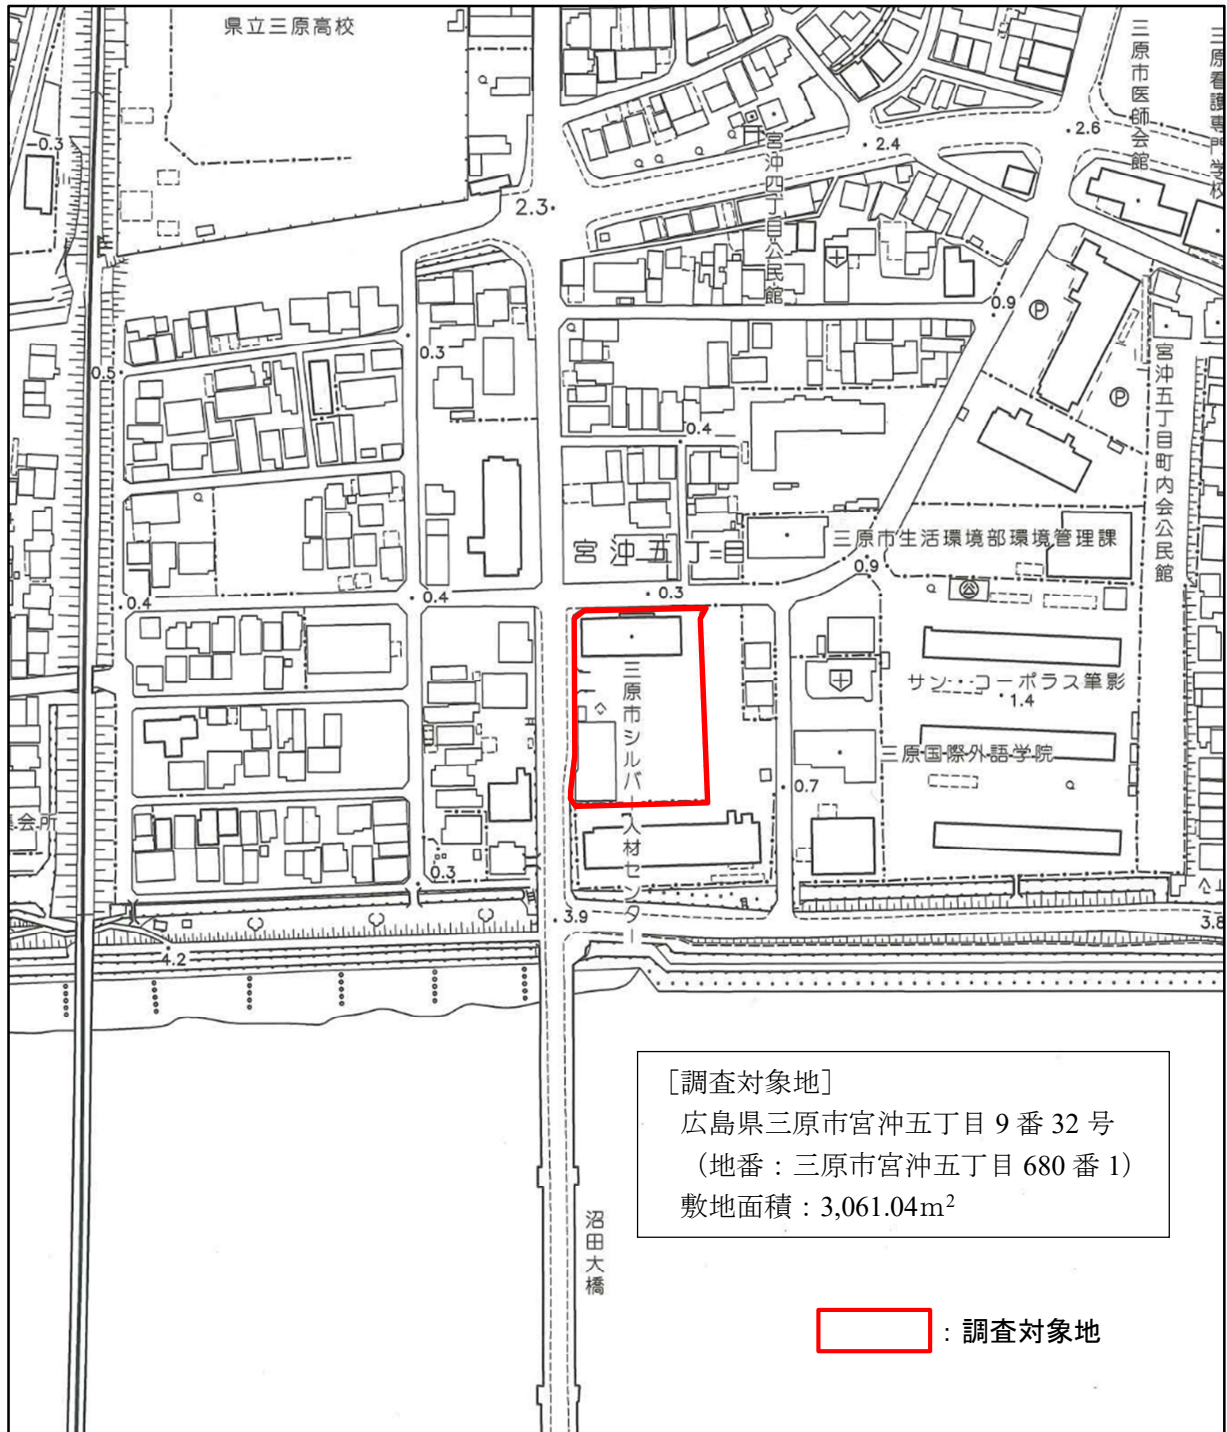 県立三原高校
三原市医師会館
三原看護専門学校
-0.3
2.6
2.4
宮沖四丁目公民館
2.3
0.9
P
0.3
0.5
宮沖五丁目町内会公民館
P
0.4
三原市生活環境部環境管理課
宮沖五丁目
0.9
0.4
0.4
0.3
三原市シルバー人材センター
サン・コーポラス筆影
1.4
三原国際外語学院
0.7
集会所
0.3
3.9
3.8
4.2
[調査対象地]
広島県三原市宮沖五丁目 9 番 32 号
（地番：三原市宮沖五丁目 680 番 1）
敷地面積：3,061.04m²
沼田大橋
：調査対象地